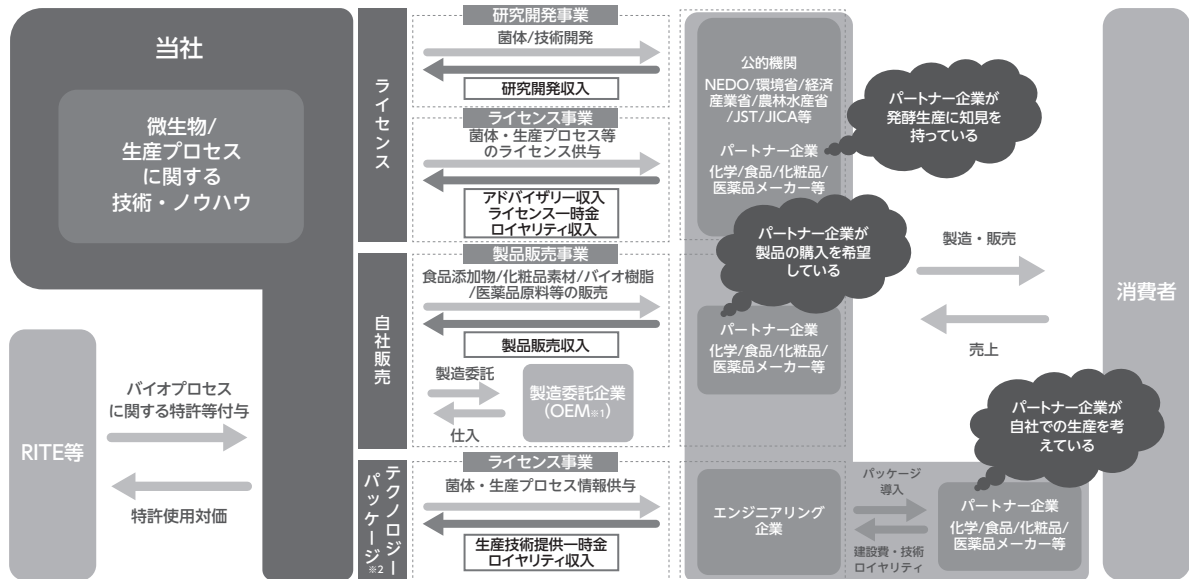 当社
微生物/
生産プロセス
に関する
技術・ノウハウ
RITE等
バイオプロセス
に関する特許等付与
特許使用対価
ライセンス
研究開発事業
菌体/技術開発
研究開発収入
ライセンス事業
菌体・生産プロセス等
のライセンス供与
アドバイザリー収入
ライセンス一時金
ロイヤリティ収入
自社販売
製品販売事業
食品添加物/化粧品素材/バイオ樹脂
/医薬品原料等の販売
製品販売収入
製造委託
仕入
製造委託企業
(OEM※1)
テクノロジー
パッケージ※2
ライセンス事業
菌体・生産プロセス情報供与
生産技術提供一時金
ロイヤリティ収入
公的機関
NEDO/環境省/経済
産業省/農林水産省
/JST/JICA等
パートナー企業
化学/食品/化粧品/
医薬品メーカー等
パートナー企業が
発酵生産に知見を
持っている
パートナー企業が
製品の購入を希望
している
パートナー企業
化学/食品/化粧品/
医薬品メーカー等
製造・販売
売上
消費者
パートナー企業が
自社での生産を考
えている
エンジニアリング
企業
パッケージ
導入
建設費・技術
ロイヤリティ
パートナー企業
化学/食品/化粧品/
医薬品メーカー等